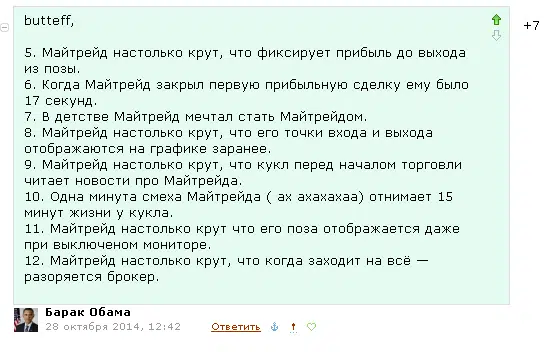 butteff,
+7
5. Майтрейд настолько крут, что фиксирует прибыль до выхода
из позы.
6. Когда Майтрейд закрыл первую прибыльную сделку ему было
17 секунд.
7. В детстве Майтрейд мечтал стать Майтрейдом.
8. Майтрейд настолько крут, что его точки входа и выхода
отображаются на графике заранее.
9. Майтрейд настолько крут, что кукл перед началом торговли
читает новости про Майтрейда.
10. Одна минута смеха Майтрейда ( ах ахахахаа) отнимает 15
минут жизни у кукла.
11. Майтрейд настолько крут что его поза отображается даже
при выключеном мониторе.
12. Майтрейд настолько крут, что когда заходит на всё —
разоряется брокер.
Барак Обама
28 октября 2014, 12:42 Ответить